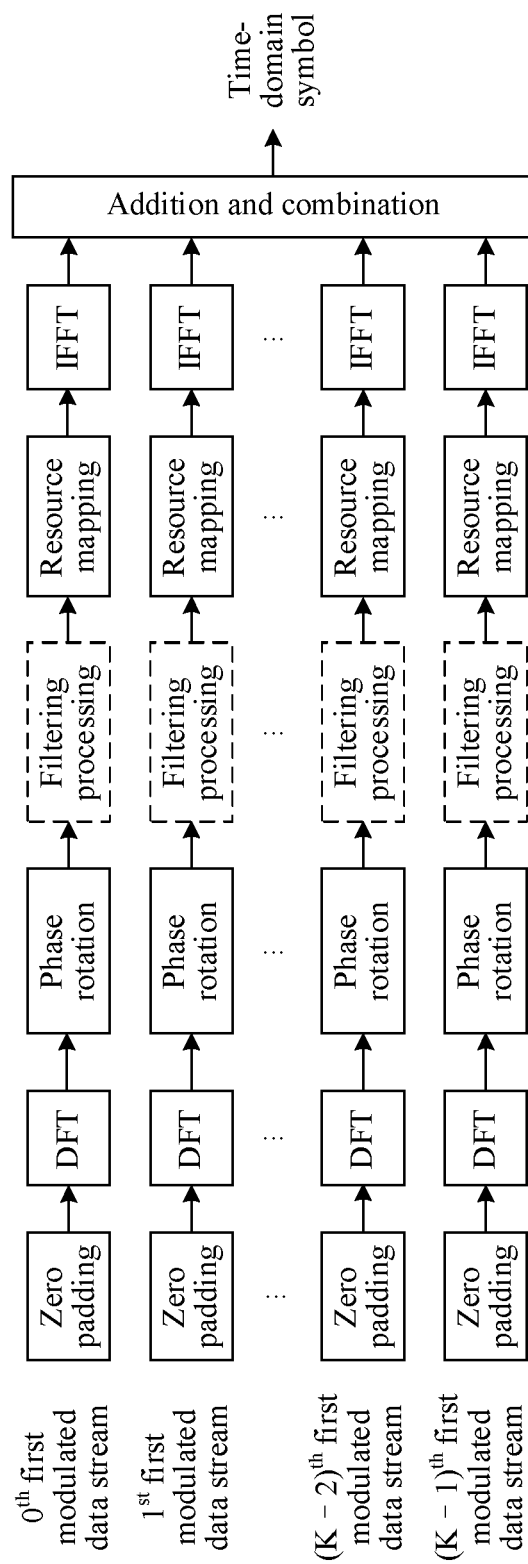 0th first
modulated
data stream
Zero
padding
DFT
Phase
rotation
Filtering
processing
Resource
mapping
IFFT
1st first
modulated
data stream
Zero
padding
DFT
Phase
rotation
Filtering
processing
Resource
mapping
IFFT
...
...
...
...
...
...
(K – 2)th first
modulated
data stream
Zero
padding
DFT
Phase
rotation
Filtering
processing
Resource
mapping
IFFT
(K – 1)th first
modulated
data stream
Zero
padding
DFT
Phase
rotation
Filtering
processing
Resource
mapping
IFFT
Addition and combination
Time-
domain
symbol